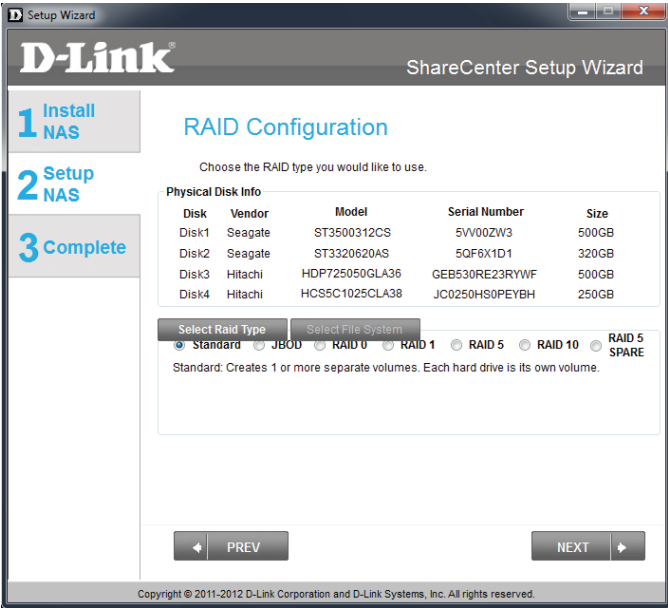 Setup Wizard
D-Link®
ShareCenter Setup Wizard
1 Install NAS
2 Setup NAS
3 Complete
RAID Configuration
Choose the RAID type you would like to use.
Physical Disk Info
Disk Vendor Model Serial Number Size
Disk1 Seagate ST3500312CS 5VV00ZW3 500GB
Disk2 Seagate ST3320620AS 5QF6X1D1 320GB
Disk3 Hitachi HDP725050GLA36 GEB530RE23RYWF 500GB
Disk4 Hitachi HCS5C1025CLA38 JC0250HS0PEYBH 250GB
Select Raid Type Select File System
Standard JBOD RAID 0 RAID 1 RAID 5 RAID 10 RAID 5 SPARE
Standard: Creates 1 or more separate volumes. Each hard drive is its own volume.
PREV NEXT
Copyright © 2011-2012 D-Link Corporation and D-Link Systems, Inc. All rights reserved.